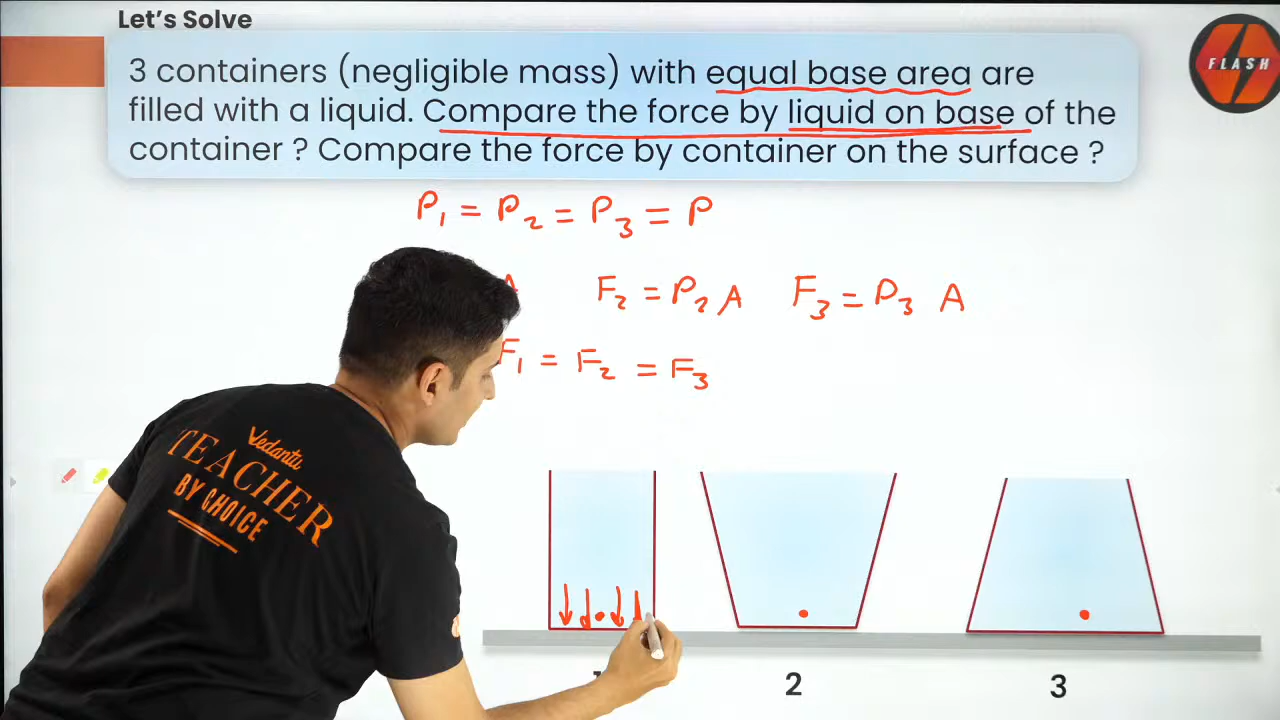 Let's Solve
3 containers (negligible mass) with equal base area are
filled with a liquid. Compare the force by liquid on base of the
container ? Compare the force by container on the surface ?
FLASH
P₁ = P₂ = P₃ = P
A F₂ = P₂ A F₃ = P₃ A
F₁ = F₂ = F₃
Vedantu
TEACHER
BY CHOICE
2 3